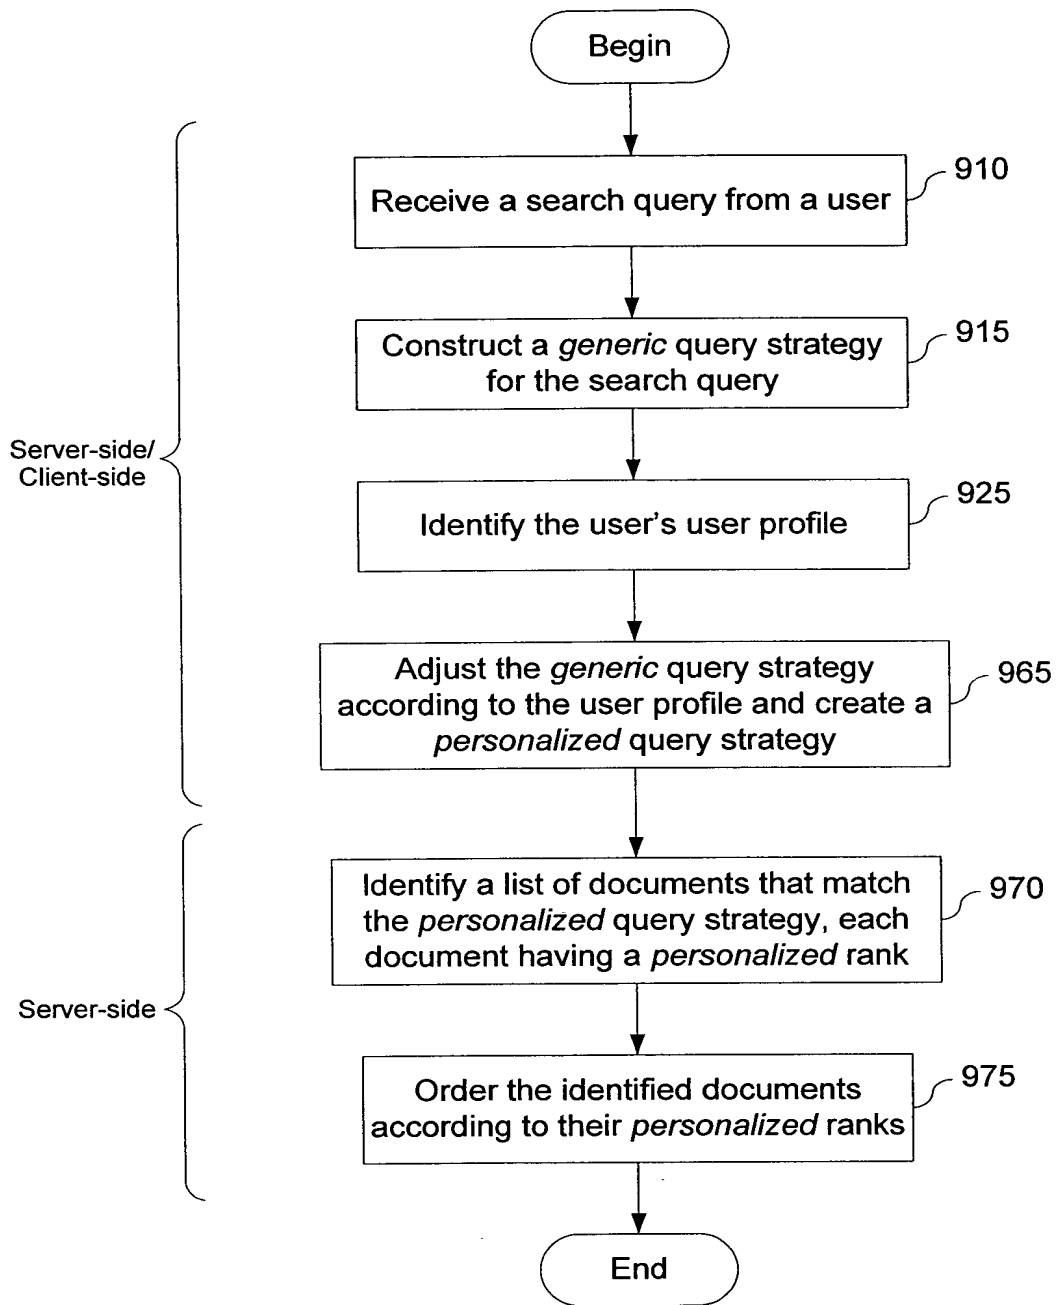 Begin
Receive a search query from a user
910
Construct a generic query strategy
for the search query
915
Server-side/
Client-side
Identify the user's user profile
925
Adjust the generic query strategy
according to the user profile and create a
personalized query strategy
965
Identify a list of documents that match
the personalized query strategy, each
document having a personalized rank
970
Server-side
Order the identified documents
according to their personalized ranks
975
End